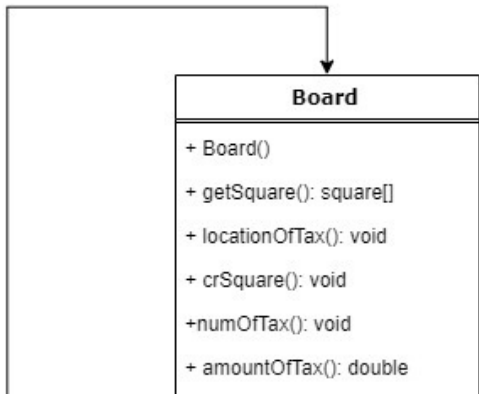 Board
+ Board()
+ getSquare(): square[]
+ locationOfTax(): void
+ crSquare(): void
+numOfTax(): void
+ amountOfTax(): double